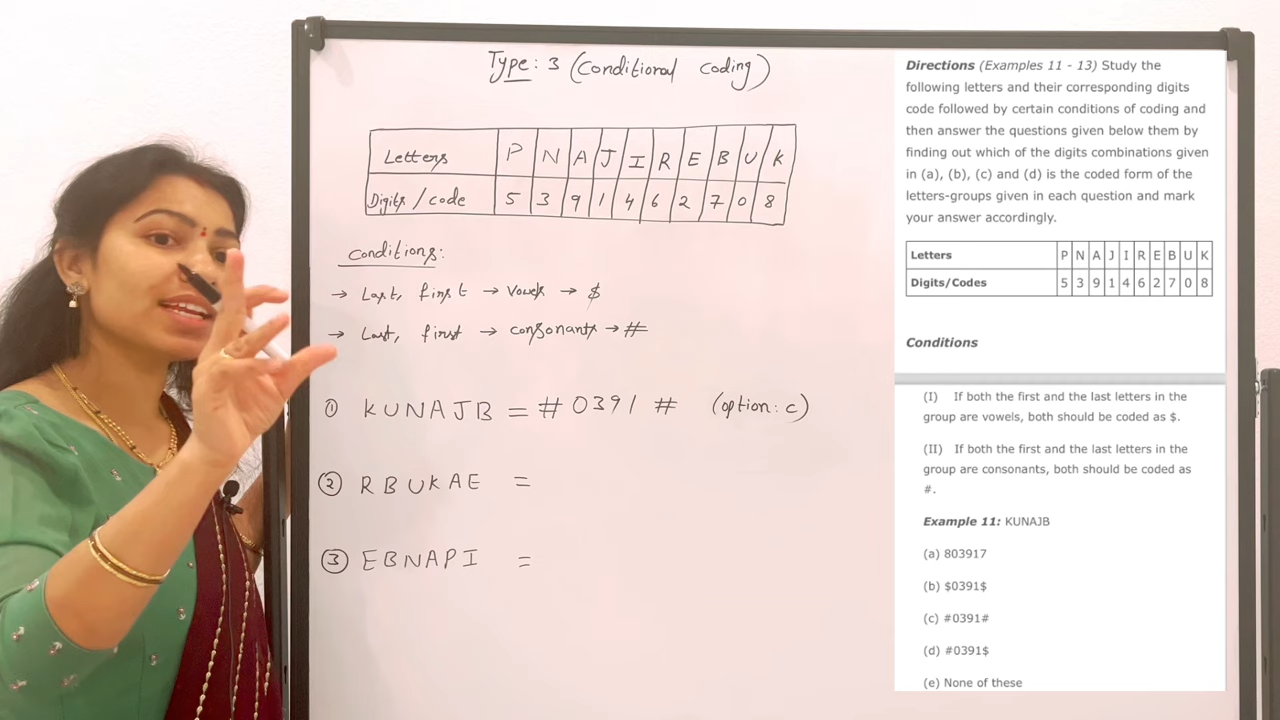 Type: 3 (Conditional coding)
Letters P N A J I R E B U K
Digits/code 5 3 9 1 4 6 2 7 0 8
Conditions:
→ Last, first → vowels → $
→ Last, first → consonants → #
① KUNAJB = #0391# (option: c)
② RBUKAE =
③ EBNAPI =
Directions (Examples 11 - 13) Study the
following letters and their corresponding digits
code followed by certain conditions of coding and
then answer the questions given below them by
finding out which of the digits combinations given
in (a), (b), (c) and (d) is the coded form of the
letters-groups given in each question and mark
your answer accordingly.
Letters P N A J I R E B U K
Digits/Codes 5 3 9 1 4 6 2 7 0 8
Conditions
(I) If both the first and the last letters in the
group are vowels, both should be coded as $.
(II) If both the first and the last letters in the
group are consonants, both should be coded as
#.
Example 11: KUNAJB
(a) 803917
(b) $0391$
(c) #0391#
(d) #0391$
(e) None of these